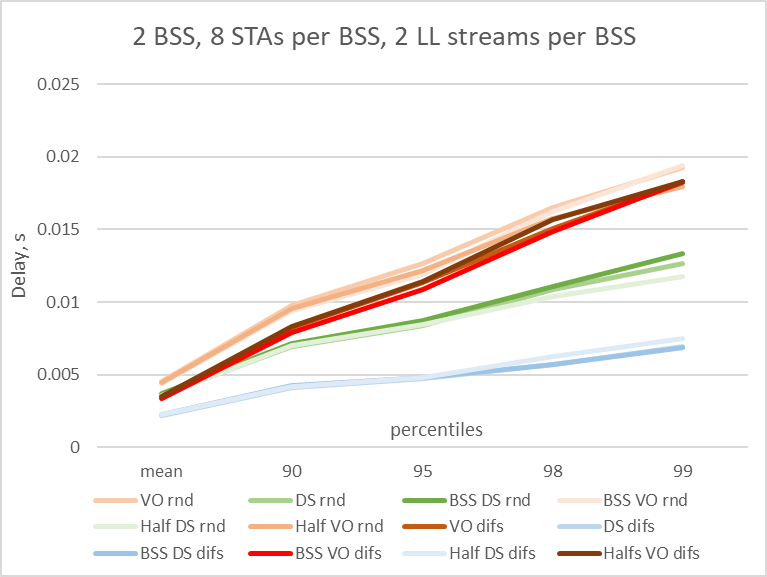 2 BSS, 8 STAs per BSS, 2 LL streams per BSS
0.025
0.02
0.015
0.01
0.005
0
Delay, s
percentiles
mean 90 95 98 99
VO rnd DS rnd BSS DS rnd BSS VO rnd
Half DS rnd Half VO rnd VO difs DS difs
BSS DS difs BSS VO difs Half DS difs Halfs VO difs